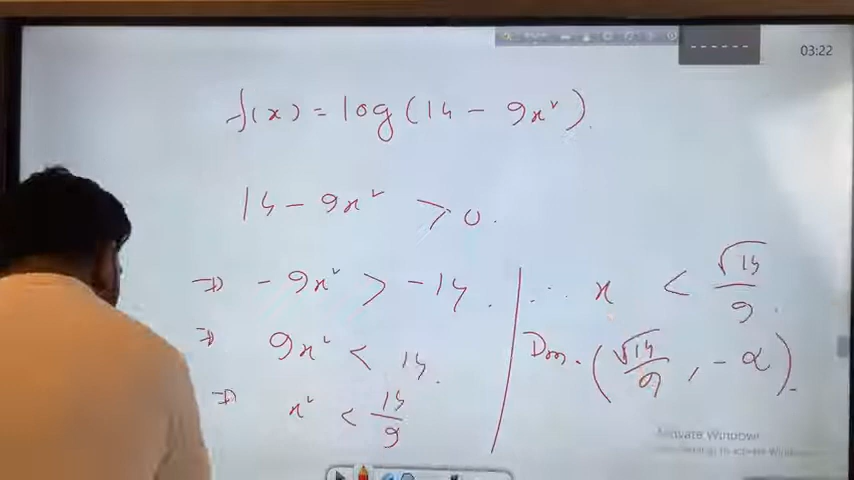 03:22
f(x) = log(14 - 9x²)
14 - 9x² > 0.
⇒ - 9x² > - 14.
⇒ 9x² < 14.
⇒ x² < 14/9
∴ x < √14/9.
Dm. (√14/9, - α).
Activate Windows